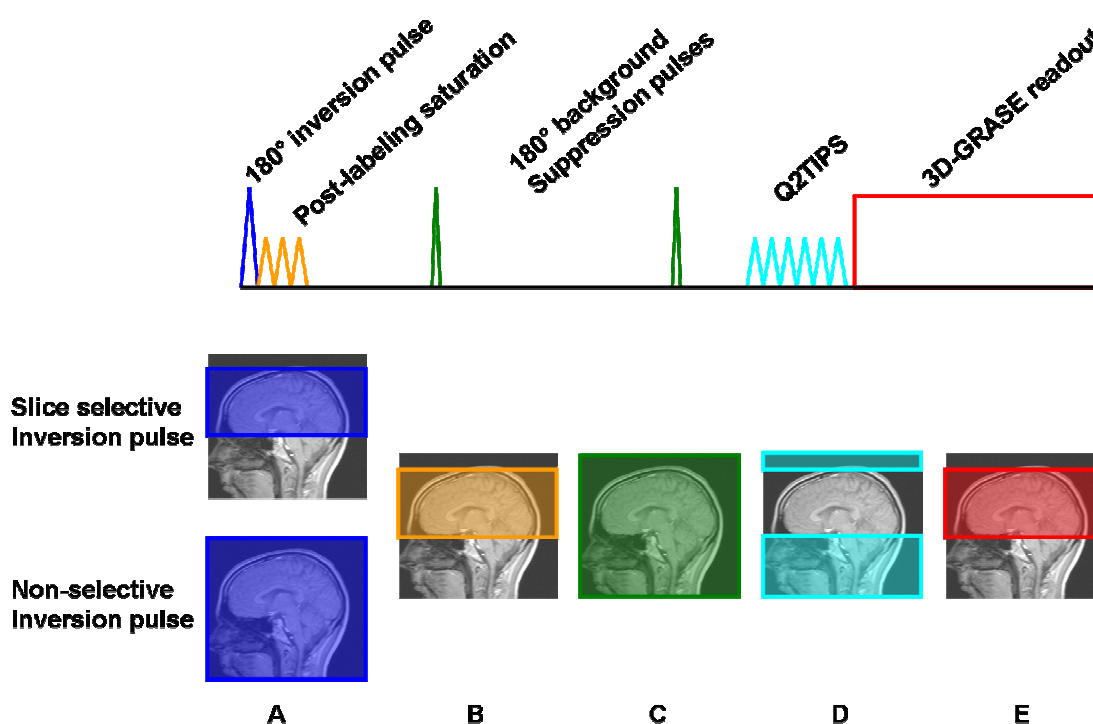 180° inversion pulse
Post-labeling saturation
180° background
Suppression pulses
Q2TIPS
3D-GRASE readout
Slice selective
Inversion pulse
Non-selective
Inversion pulse
A
B
C
D
E